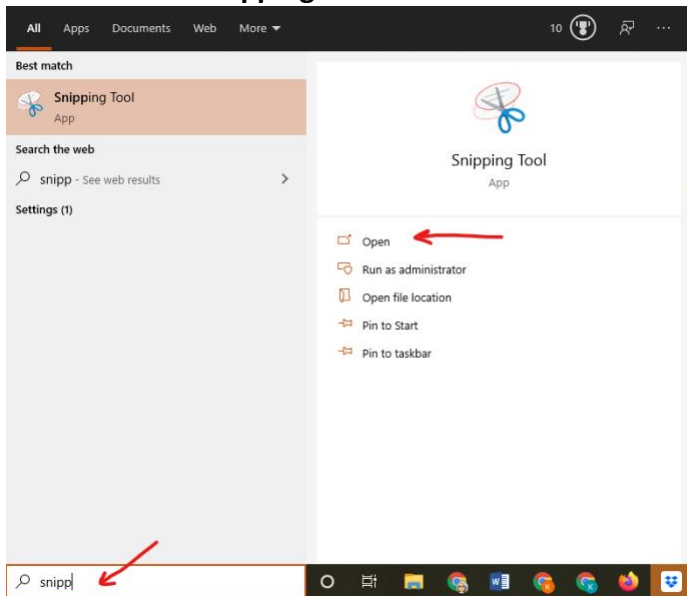 All Apps Documents Web More 10
Best match
Snipping Tool
App
Search the web
snipp - See web results
Settings (1)
Snipping Tool
App
Open
Run as administrator
Open file location
Pin to Start
Pin to taskbar
snipp